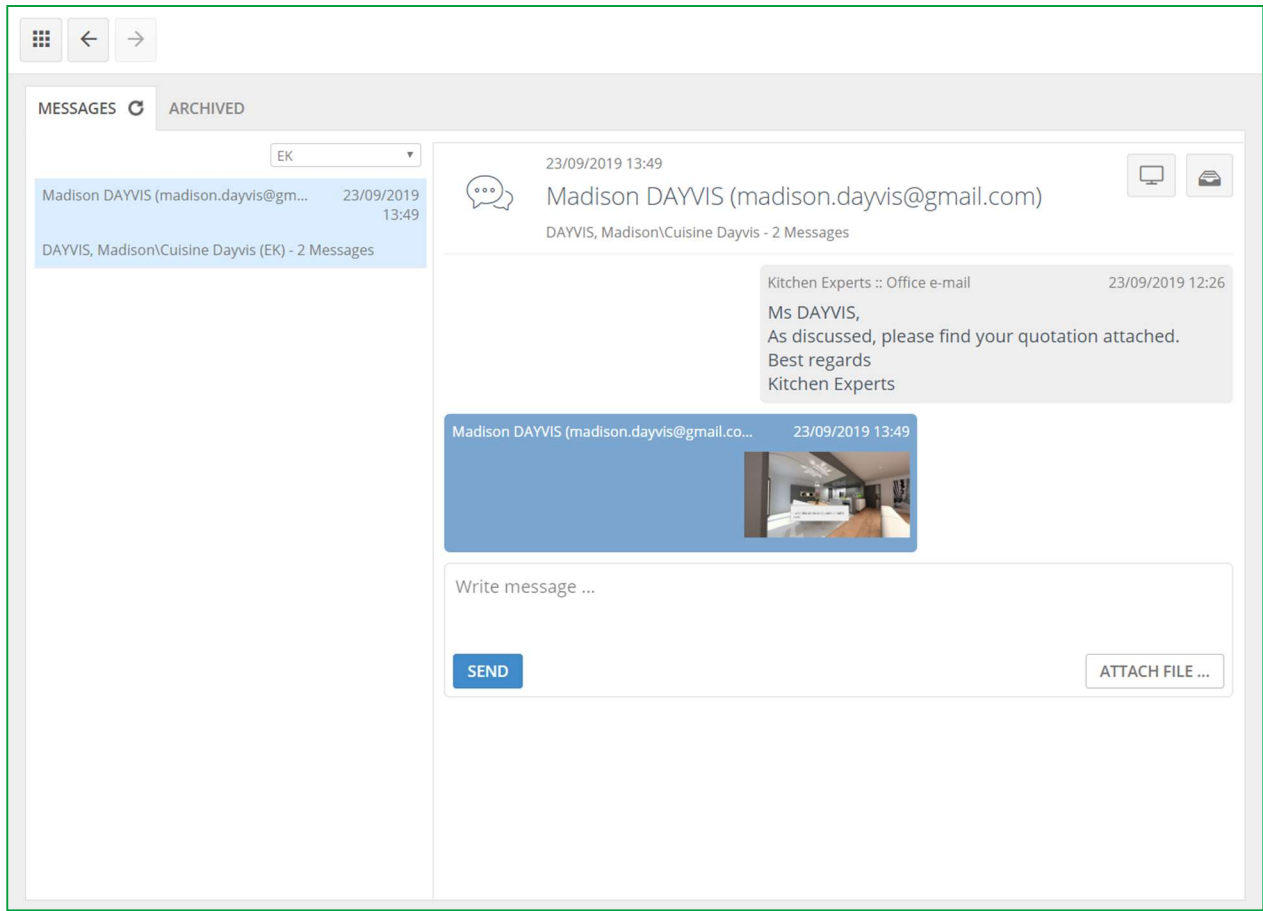 MESSAGES
ARCHIVED
EK
Madison DAYVIS (madison.dayvis@gm... 23/09/2019
13:49
DAYVIS, Madison\Cuisine Dayvis (EK) - 2 Messages
23/09/2019 13:49
Madison DAYVIS (madison.dayvis@gmail.com)
DAYVIS, Madison\Cuisine Dayvis - 2 Messages
Kitchen Experts :: Office e-mail 23/09/2019 12:26
Ms DAYVIS,
As discussed, please find your quotation attached.
Best regards
Kitchen Experts
Madison DAYVIS (madison.dayvis@gmail.co... 23/09/2019 13:49
Write message ...
SEND
ATTACH FILE ...